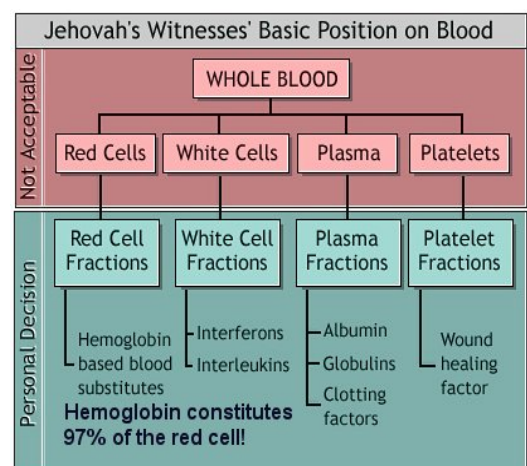 Jehovah's Witnesses' Basic Position on Blood
Not Acceptable
WHOLE BLOOD
Red Cells
White Cells
Plasma
Platelets
Personal Decision
Red Cell
Fractions
White Cell
Fractions
Plasma
Fractions
Platelet
Fractions
Hemoglobin
based blood
substitutes
Interferons
Interleukins
Albumin
Globulins
Clotting
factors
Wound
healing
factor
Hemoglobin constitutes
97% of the red cell!